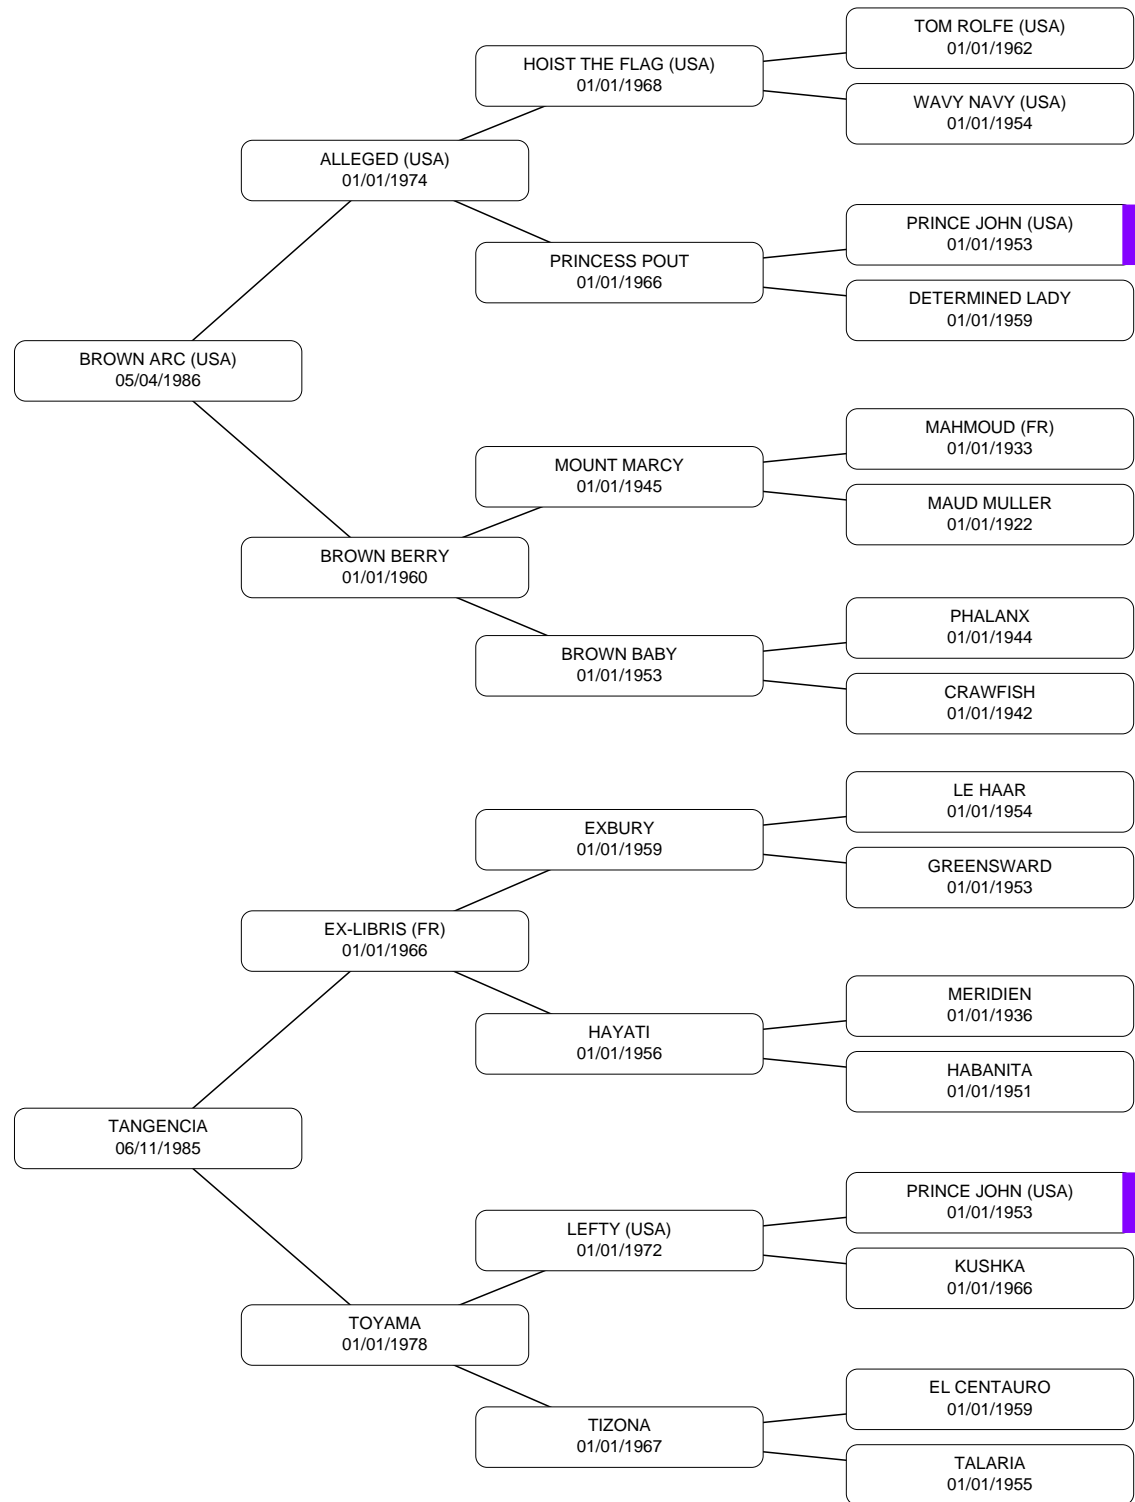 TOM ROLFE (USA)
01/01/1962
HOIST THE FLAG (USA)
01/01/1968
WAVY NAVY (USA)
01/01/1954
ALLEGED (USA)
01/01/1974
PRINCE JOHN (USA)
01/01/1953
PRINCESS POUT
01/01/1966
DETERMINED LADY
01/01/1959
BROWN ARC (USA)
05/04/1986
MAHMOUD (FR)
01/01/1933
MOUNT MARCY
01/01/1945
MAUD MULLER
01/01/1922
BROWN BERRY
01/01/1960
PHALANX
01/01/1944
BROWN BABY
01/01/1953
CRAWFISH
01/01/1942
LE HAAR
01/01/1954
EXBURY
01/01/1959
GREENSWARD
01/01/1953
EX-LIBRIS (FR)
01/01/1966
MERIDIEN
01/01/1936
HAYATI
01/01/1956
HABANITA
01/01/1951
TANGENCIA
06/11/1985
PRINCE JOHN (USA)
01/01/1953
LEFTY (USA)
01/01/1972
KUSHKA
01/01/1966
TOYAMA
01/01/1978
EL CENTAURO
01/01/1959
TIZONA
01/01/1967
TALARIA
01/01/1955